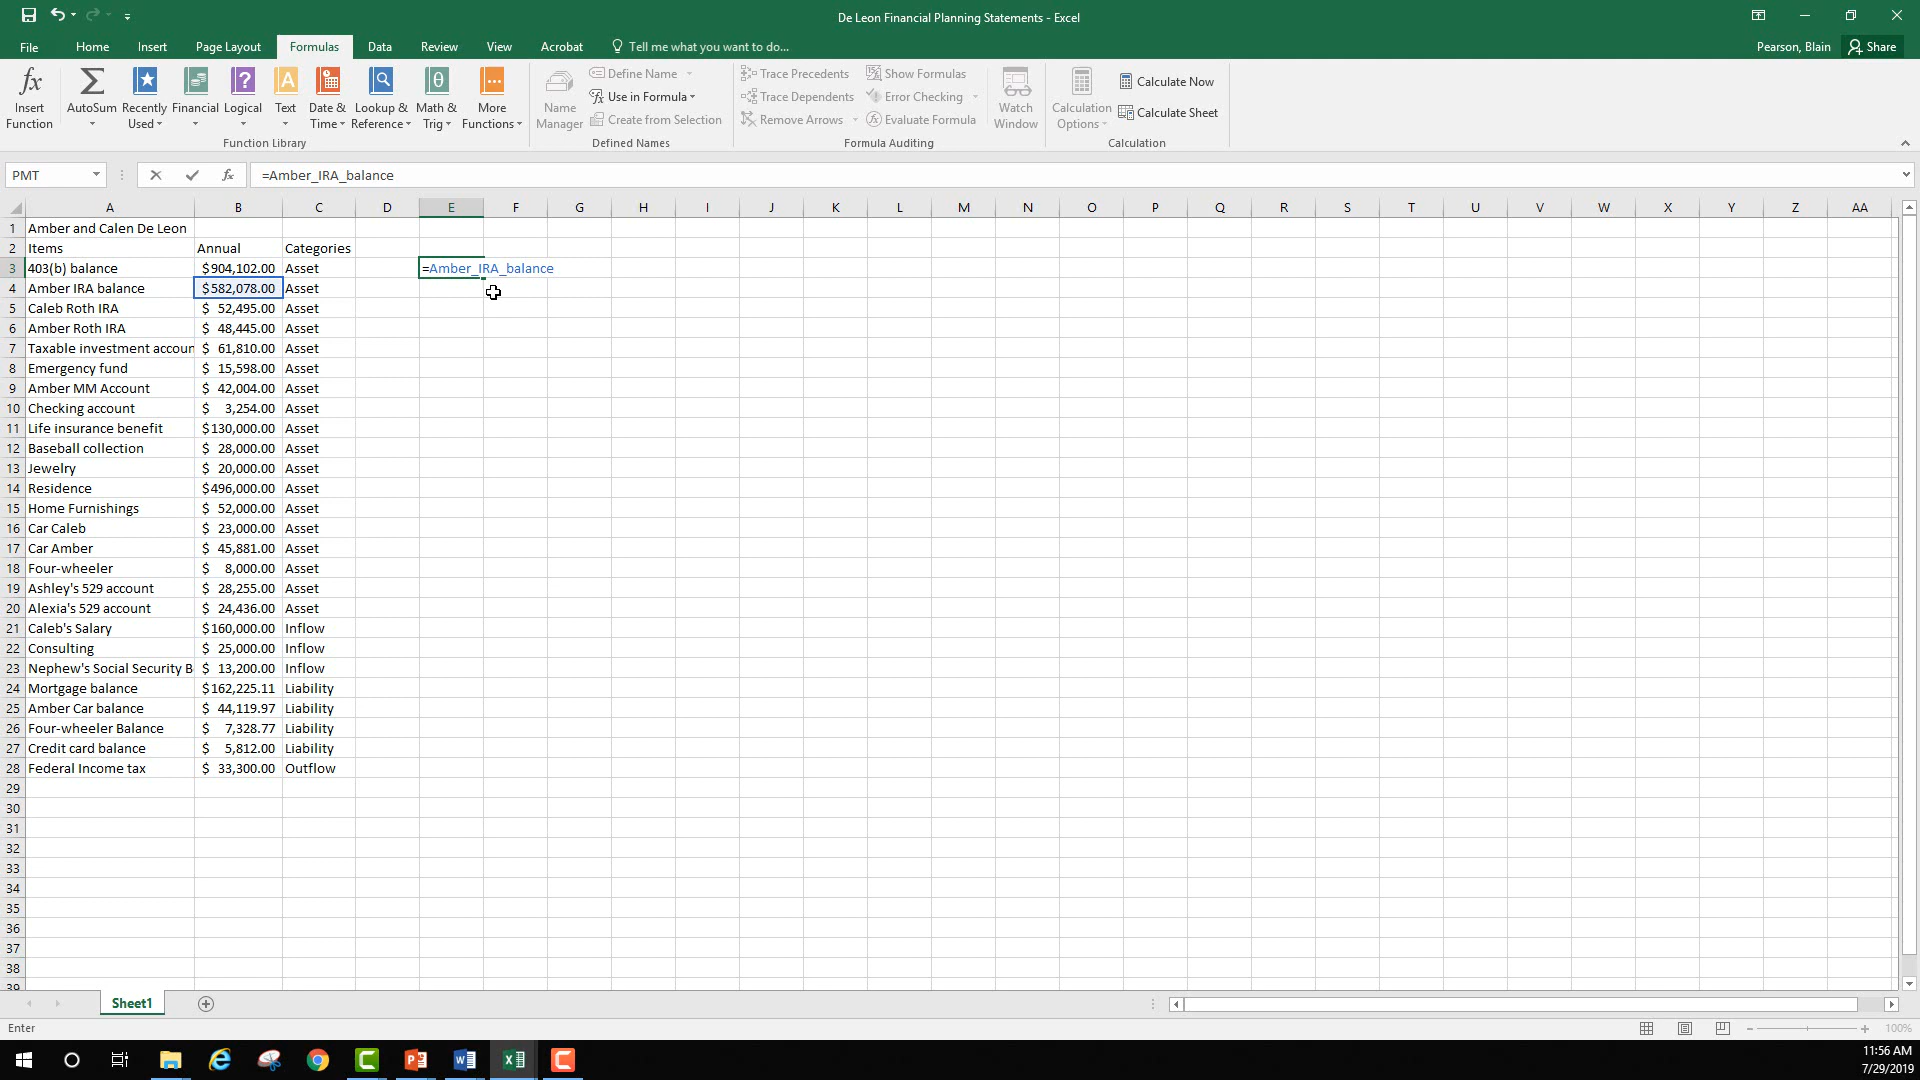 De Leon Financial Planning Statements - Excel
File Home Insert Page Layout Formulas Data Review View Acrobat Tell me what you want to do... Pearson, Blain Share
Insert Function
AutoSum
Recently Used
Financial
Logical
Text
Date & Time
Lookup & Reference
Math & Trig
More Functions
Function Library
Name Manager
Define Name
Use in Formula
Create from Selection
Defined Names
Trace Precedents
Trace Dependents
Remove Arrows
Show Formulas
Error Checking
Evaluate Formula
Formula Auditing
Watch Window
Calculation Options
Calculate Now
Calculate Sheet
Calculation
PMT fx =Amber_IRA_balance
A B C D E F G H I J K L M N O P Q R S T U V W X Y Z AA
1 Amber and Calen De Leon
2 Items Annual Categories
3 403(b) balance $904,102.00 Asset =Amber_IRA_balance
4 Amber IRA balance $582,078.00 Asset
5 Caleb Roth IRA $ 52,495.00 Asset
6 Amber Roth IRA $ 48,445.00 Asset
7 Taxable investment accoun $ 61,810.00 Asset
8 Emergency fund $ 15,598.00 Asset
9 Amber MM Account $ 42,004.00 Asset
10 Checking account $ 3,254.00 Asset
11 Life insurance benefit $130,000.00 Asset
12 Baseball collection $ 28,000.00 Asset
13 Jewelry $ 20,000.00 Asset
14 Residence $496,000.00 Asset
15 Home Furnishings $ 52,000.00 Asset
16 Car Caleb $ 23,000.00 Asset
17 Car Amber $ 45,881.00 Asset
18 Four-wheeler $ 8,000.00 Asset
19 Ashley's 529 account $ 28,255.00 Asset
20 Alexia's 529 account $ 24,436.00 Asset
21 Caleb's Salary $160,000.00 Inflow
22 Consulting $ 25,000.00 Inflow
23 Nephew's Social Security B $ 13,200.00 Inflow
24 Mortgage balance $162,225.11 Liability
25 Amber Car balance $ 44,119.97 Liability
26 Four-wheeler Balance $ 7,328.77 Liability
27 Credit card balance $ 5,812.00 Liability
28 Federal Income tax $ 33,300.00 Outflow
29
30
31
32
33
34
35
36
37
38
39
Sheet1
Enter 100%
11:56 AM
7/29/2019